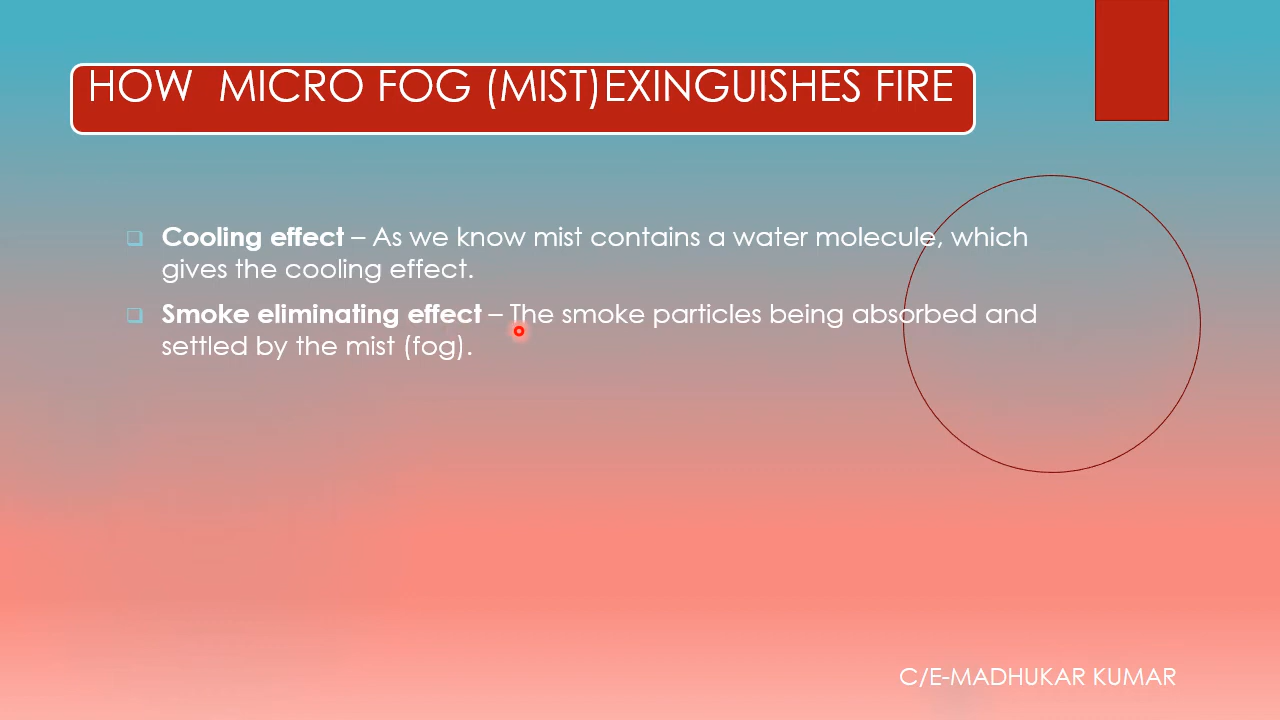 HOW MICRO FOG (MIST)EXINGUISHES FIRE
Cooling effect – As we know mist contains a water molecule, which
gives the cooling effect.
Smoke eliminating effect – The smoke particles being absorbed and
settled by the mist (fog).
C/E-MADHUKAR KUMAR